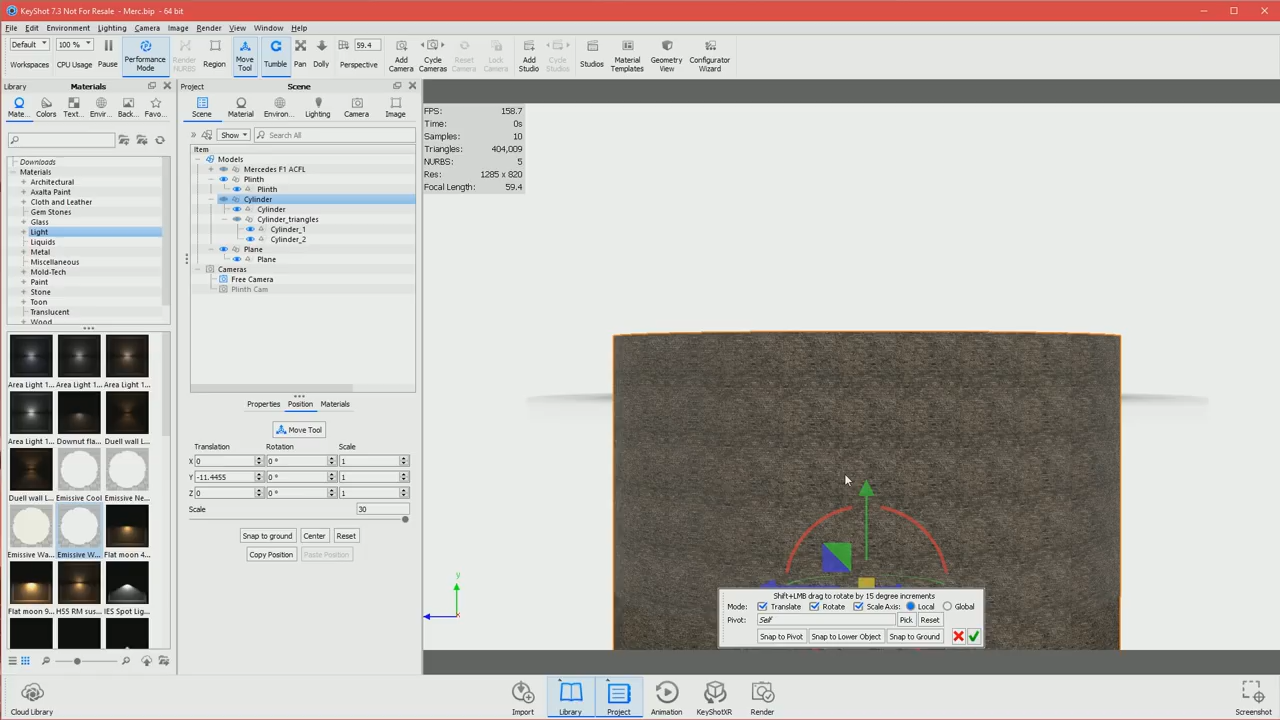 KeyShot 7.3 Not For Resale - Merc.bip - 64 bit
File Edit Environment Lighting Camera Image Render View Window Help
Default 100 % 59.4
Workspaces CPU Usage Pause Performance Mode Render NURBS Region Move Tool Tumble Pan Dolly Perspective Add Camera Cycle Cameras Reset Camera Lock Camera Add Studio Cycle Studios Studios Material Templates Geometry View Configurator Wizard
Library Materials
Mate... Colors Text... Envir... Back... Favo...
Downloads
Materials
Architectural
Axalta Paint
Cloth and Leather
Gem Stones
Glass
Light
Liquids
Metal
Miscellaneous
Mold-Tech
Paint
Stone
Toon
Translucent
Wood
Area Light 1... Area Light 1... Area Light 1...
Area Light 1... Downut fla... Duell wall L...
Duell wall L... Emissive Cool Emissive Ne...
Emissive Wa... Emissive W... Flat moon 4...
Flat moon 9... H55 RM sus... IES Spot Lig...
Project Scene
Scene Material Environ... Lighting Camera Image
» Show Search All
Item
Models
Mercedes F1 ACFL
Plinth
Plinth
Cylinder
Cylinder
Cylinder_triangles
Cylinder_1
Cylinder_2
Plane
Plane
Cameras
Free Camera
Plinth Cam
Properties Position Materials
Move Tool
Translation Rotation Scale
X 0 0 ° 1
Y -11.4455 0 ° 1
Z 0 0 ° 1
Scale 30
Snap to ground Center Reset
Copy Position Paste Position
FPS: 158.7
Time: 0s
Samples: 10
Triangles: 404,009
NURBS: 5
Res: 1285 x 820
Focal Length: 59.4
y
Shift+LMB drag to rotate by 15 degree increments
Mode: Translate Rotate Scale Axis: Local Global
Pivot: Self Pick Reset
Snap to Pivot Snap to Lower Object Snap to Ground
Cloud Library Import Library Project Animation KeyShotXR Render Screenshot